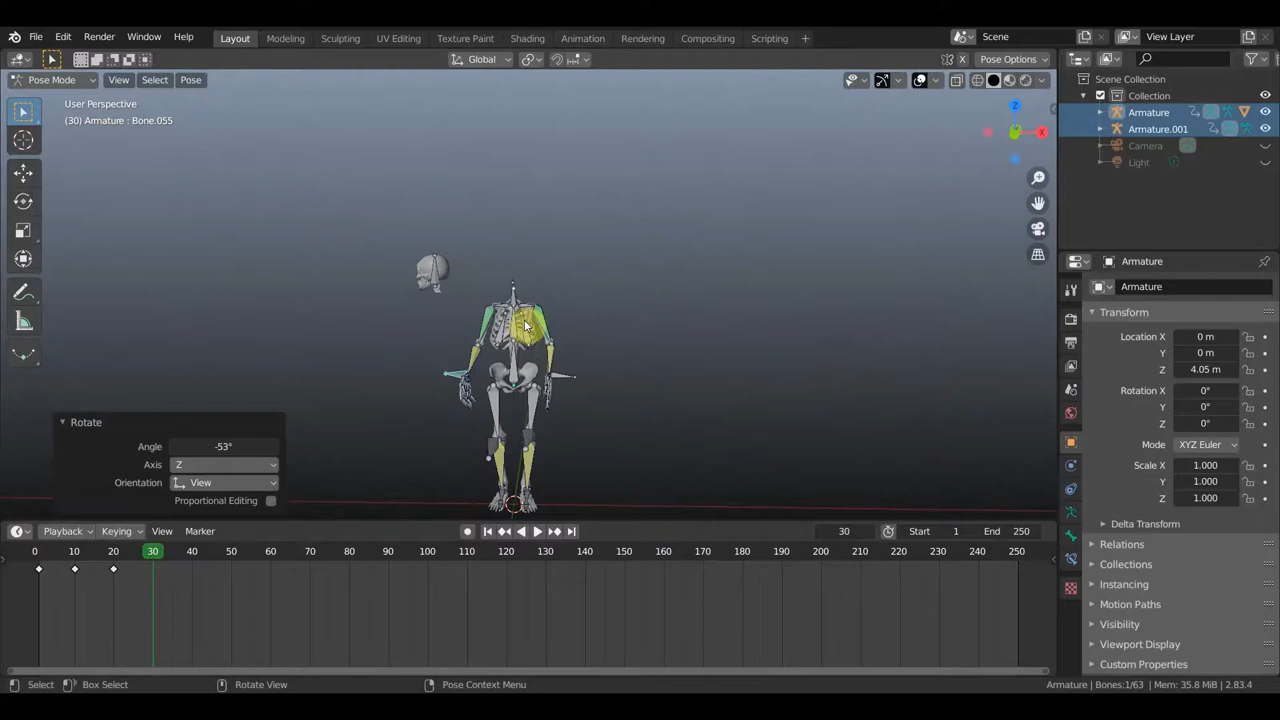 File Edit Render Window Help Layout Modeling Sculpting UV Editing Texture Paint Shading Animation Rendering Compositing Scripting + Scene View Layer
Global X Pose Options
Pose Mode View Select Pose
User Perspective
(30) Armature : Bone.055
Z
X
Scene Collection
Collection
Armature
Armature.001
Camera
Light
Armature
Armature
Transform
Location X 0 m
Y 0 m
Z 4.05 m
Rotation X 0°
Y 0°
Z 0°
Mode XYZ Euler
Scale X 1.000
Y 1.000
Z 1.000
Delta Transform
Relations
Collections
Instancing
Motion Paths
Visibility
Viewport Display
Custom Properties
Rotate
Angle -53°
Axis Z
Orientation View
Proportional Editing
Playback Keying View Marker 30 Start 1 End 250
0 10 20 30 40 50 60 70 80 90 100 110 120 130 140 150 160 170 180 190 200 210 220 230 240 250
Select Box Select Rotate View Pose Context Menu Armature | Bones:1/63 | Mem: 35.8 MiB | 2.83.4